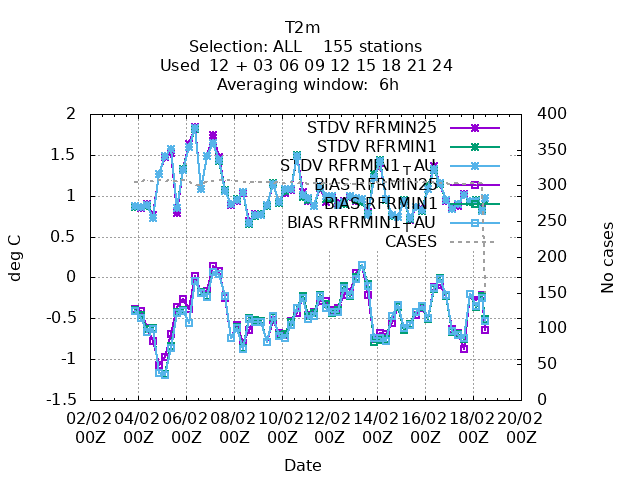 T2m
Selection: ALL    155 stations
Used  12 + 03 06 09 12 15 18 21 24
Averaging window:  6h
STDV RFRMIN25
STDV RFRMIN1
STDV RFRMIN1┬AU
BIAS RFRMIN25
BIAS RFRMIN1
BIAS RFRMIN1┬AU
CASES
2
1.5
1
0.5
0
-0.5
-1
-1.5
deg C
400
350
300
250
200
150
100
50
0
No cases
02/02 04/02 06/02 08/02 10/02 12/02 14/02 16/02 18/02 20/02
00Z 00Z 00Z 00Z 00Z 00Z 00Z 00Z 00Z 00Z
Date